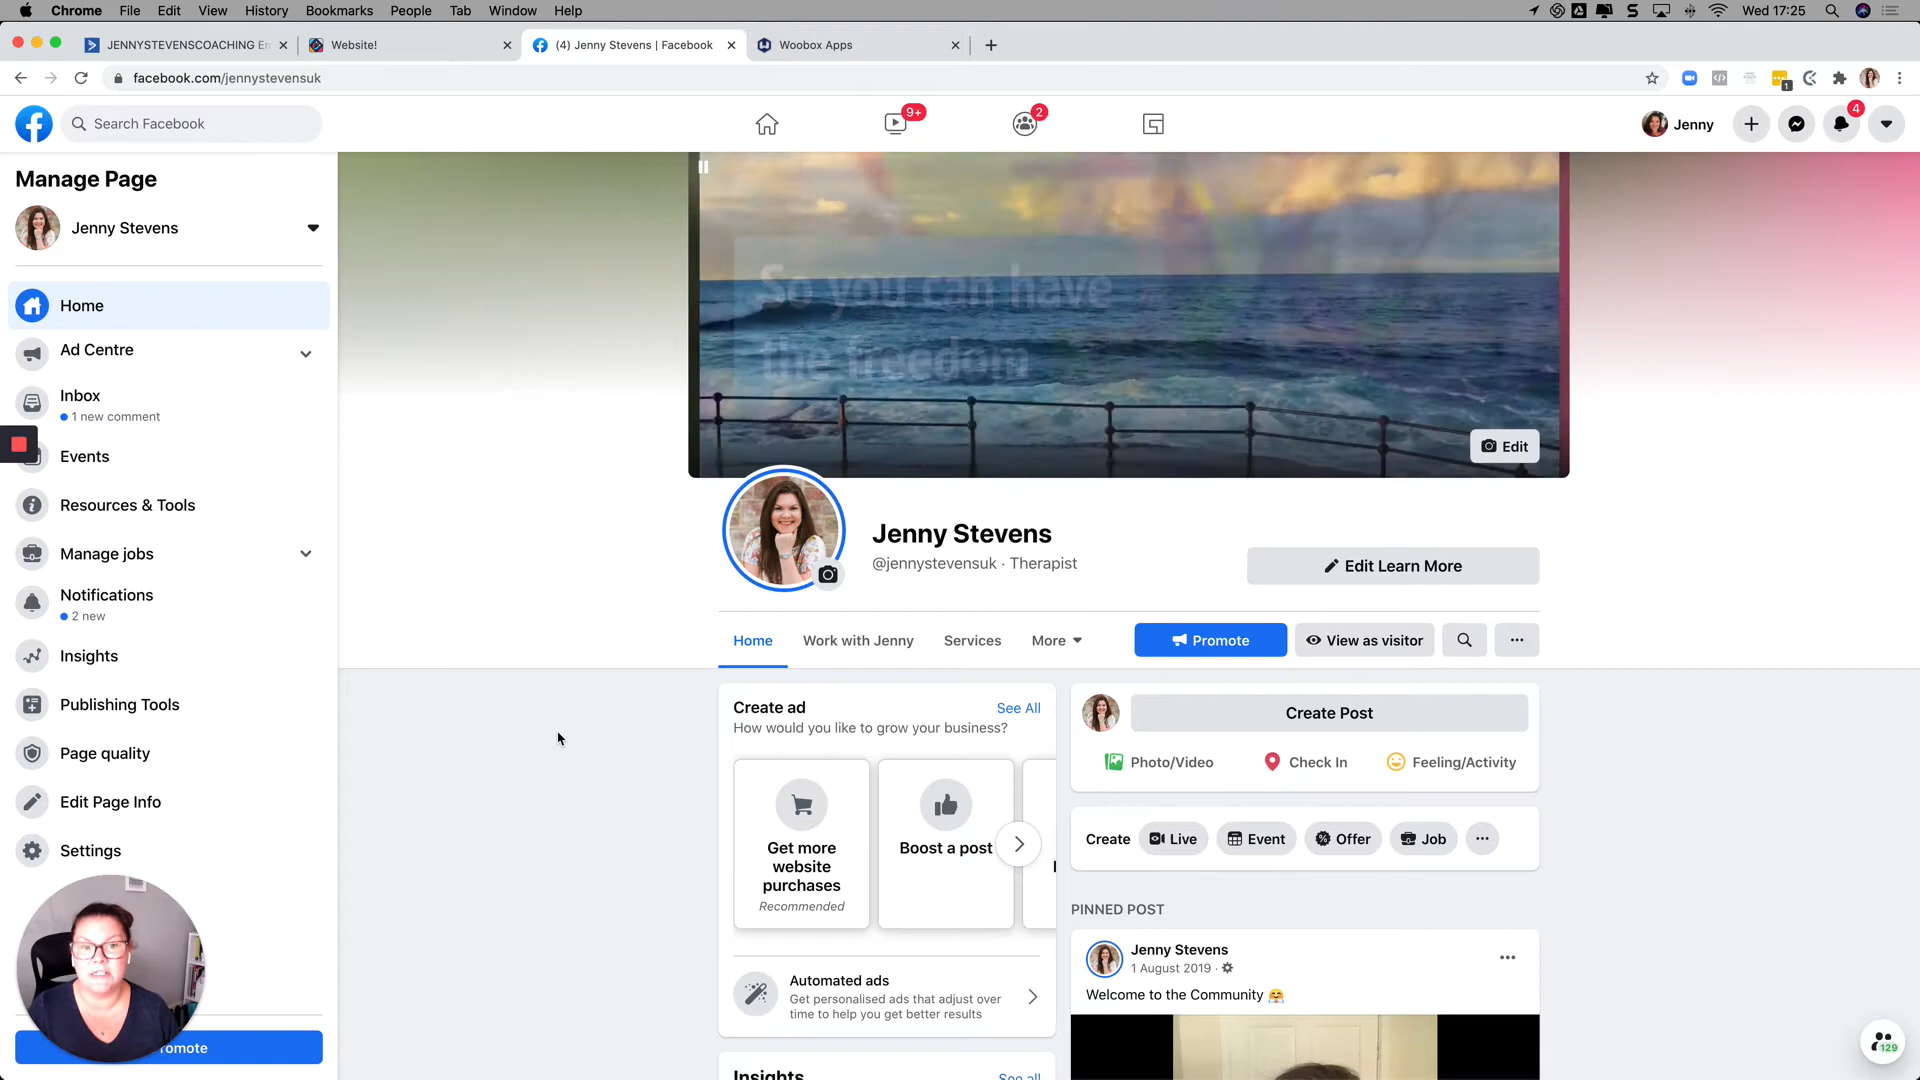 Chrome File Edit View History Bookmarks People Tab Window Help
Wed 17:25
JENNYSTEVENSCOACHING
Website!
(4) Jenny Stevens | Facebook
Woobox Apps
facebook.com/jennystevensuk
1
Search Facebook
9+
2
Jenny
4
Manage Page
Jenny Stevens
Home
Ad Centre
Inbox
1 new comment
Events
Resources & Tools
Manage jobs
Notifications
2 new
Insights
Publishing Tools
Page quality
Edit Page Info
Settings
So you can have
the freedom
Edit
Jenny Stevens
@jennystevensuk · Therapist
Edit Learn More
Home
Work with Jenny
Services
More
Promote
View as visitor
Create ad
See All
How would you like to grow your business?
Get more
website
purchases
Recommended
Boost a post
Automated ads
Get personalised ads that adjust over
time to help you get better results
Insights
See all
Create Post
Photo/Video
Check In
Feeling/Activity
Create
Live
Event
Offer
Job
PINNED POST
Jenny Stevens
1 August 2019
Welcome to the Community 🤗
129